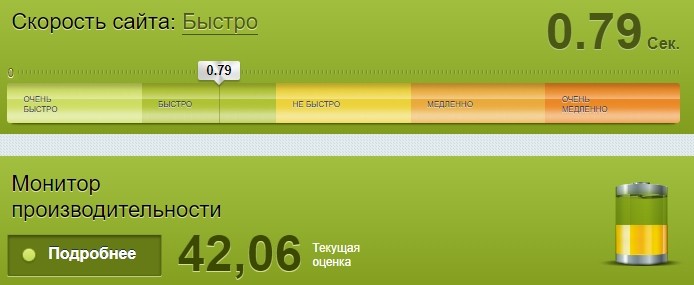 Скорость сайта: Быстро
0.79 Сек.
0
0.79
ОЧЕНЬ
БЫСТРО
БЫСТРО
НЕ БЫСТРО
МЕДЛЕННО
ОЧЕНЬ
МЕДЛЕННО
Монитор
производительности
Подробнее
42,06
Текущая
оценка